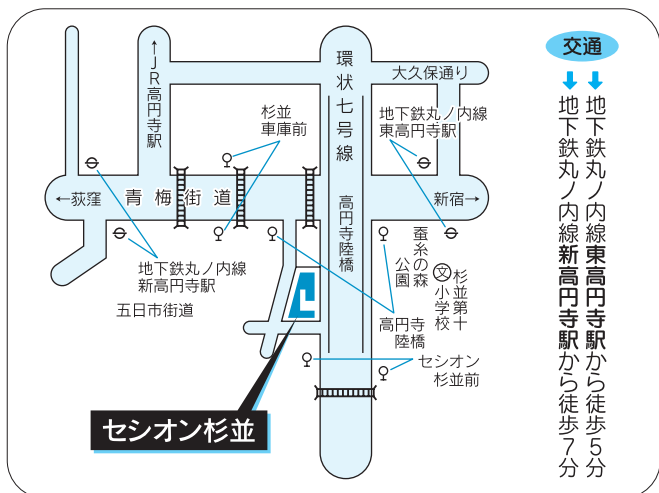 交通
地下鉄丸ノ内線東高円寺駅から徒歩5分
地下鉄丸ノ内線新高円寺駅から徒歩7分
↑JR高円寺駅
環状七号線
大久保通り
杉並
車庫前
地下鉄丸ノ内線
東高円寺駅
←荻窪
青梅街道
新宿→
高円寺陸橋
蚕糸の森
公園
文
杉並第十
小学校
地下鉄丸ノ内線
新高円寺駅
五日市街道
高円寺
陸橋
セシオン
杉並前
セシオン杉並